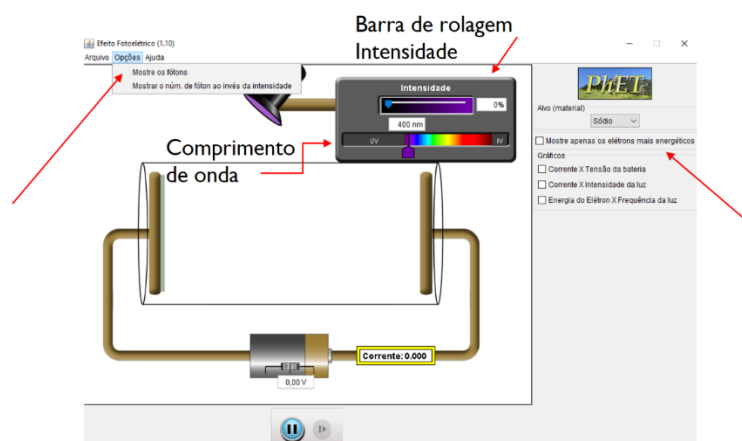 Barra de rolagem
Intensidade
Efeito Fotoelétrico (1.10)
Arquivo Opções Ajuda
Mostre os fótons
Mostrar o núm. de fóton ao invés da intensidade
Intensidade
0%
400 nm
UV
IV
Comprimento
de onda
PhET
Alvo (material)
Sódio
Mostre apenas os elétrons mais energéticos
Gráficos
Corrente X Tensão da bateria
Corrente X Intensidade da luz
Energia do Elétron X Frequência da luz
Corrente: 0.000
0,00 V